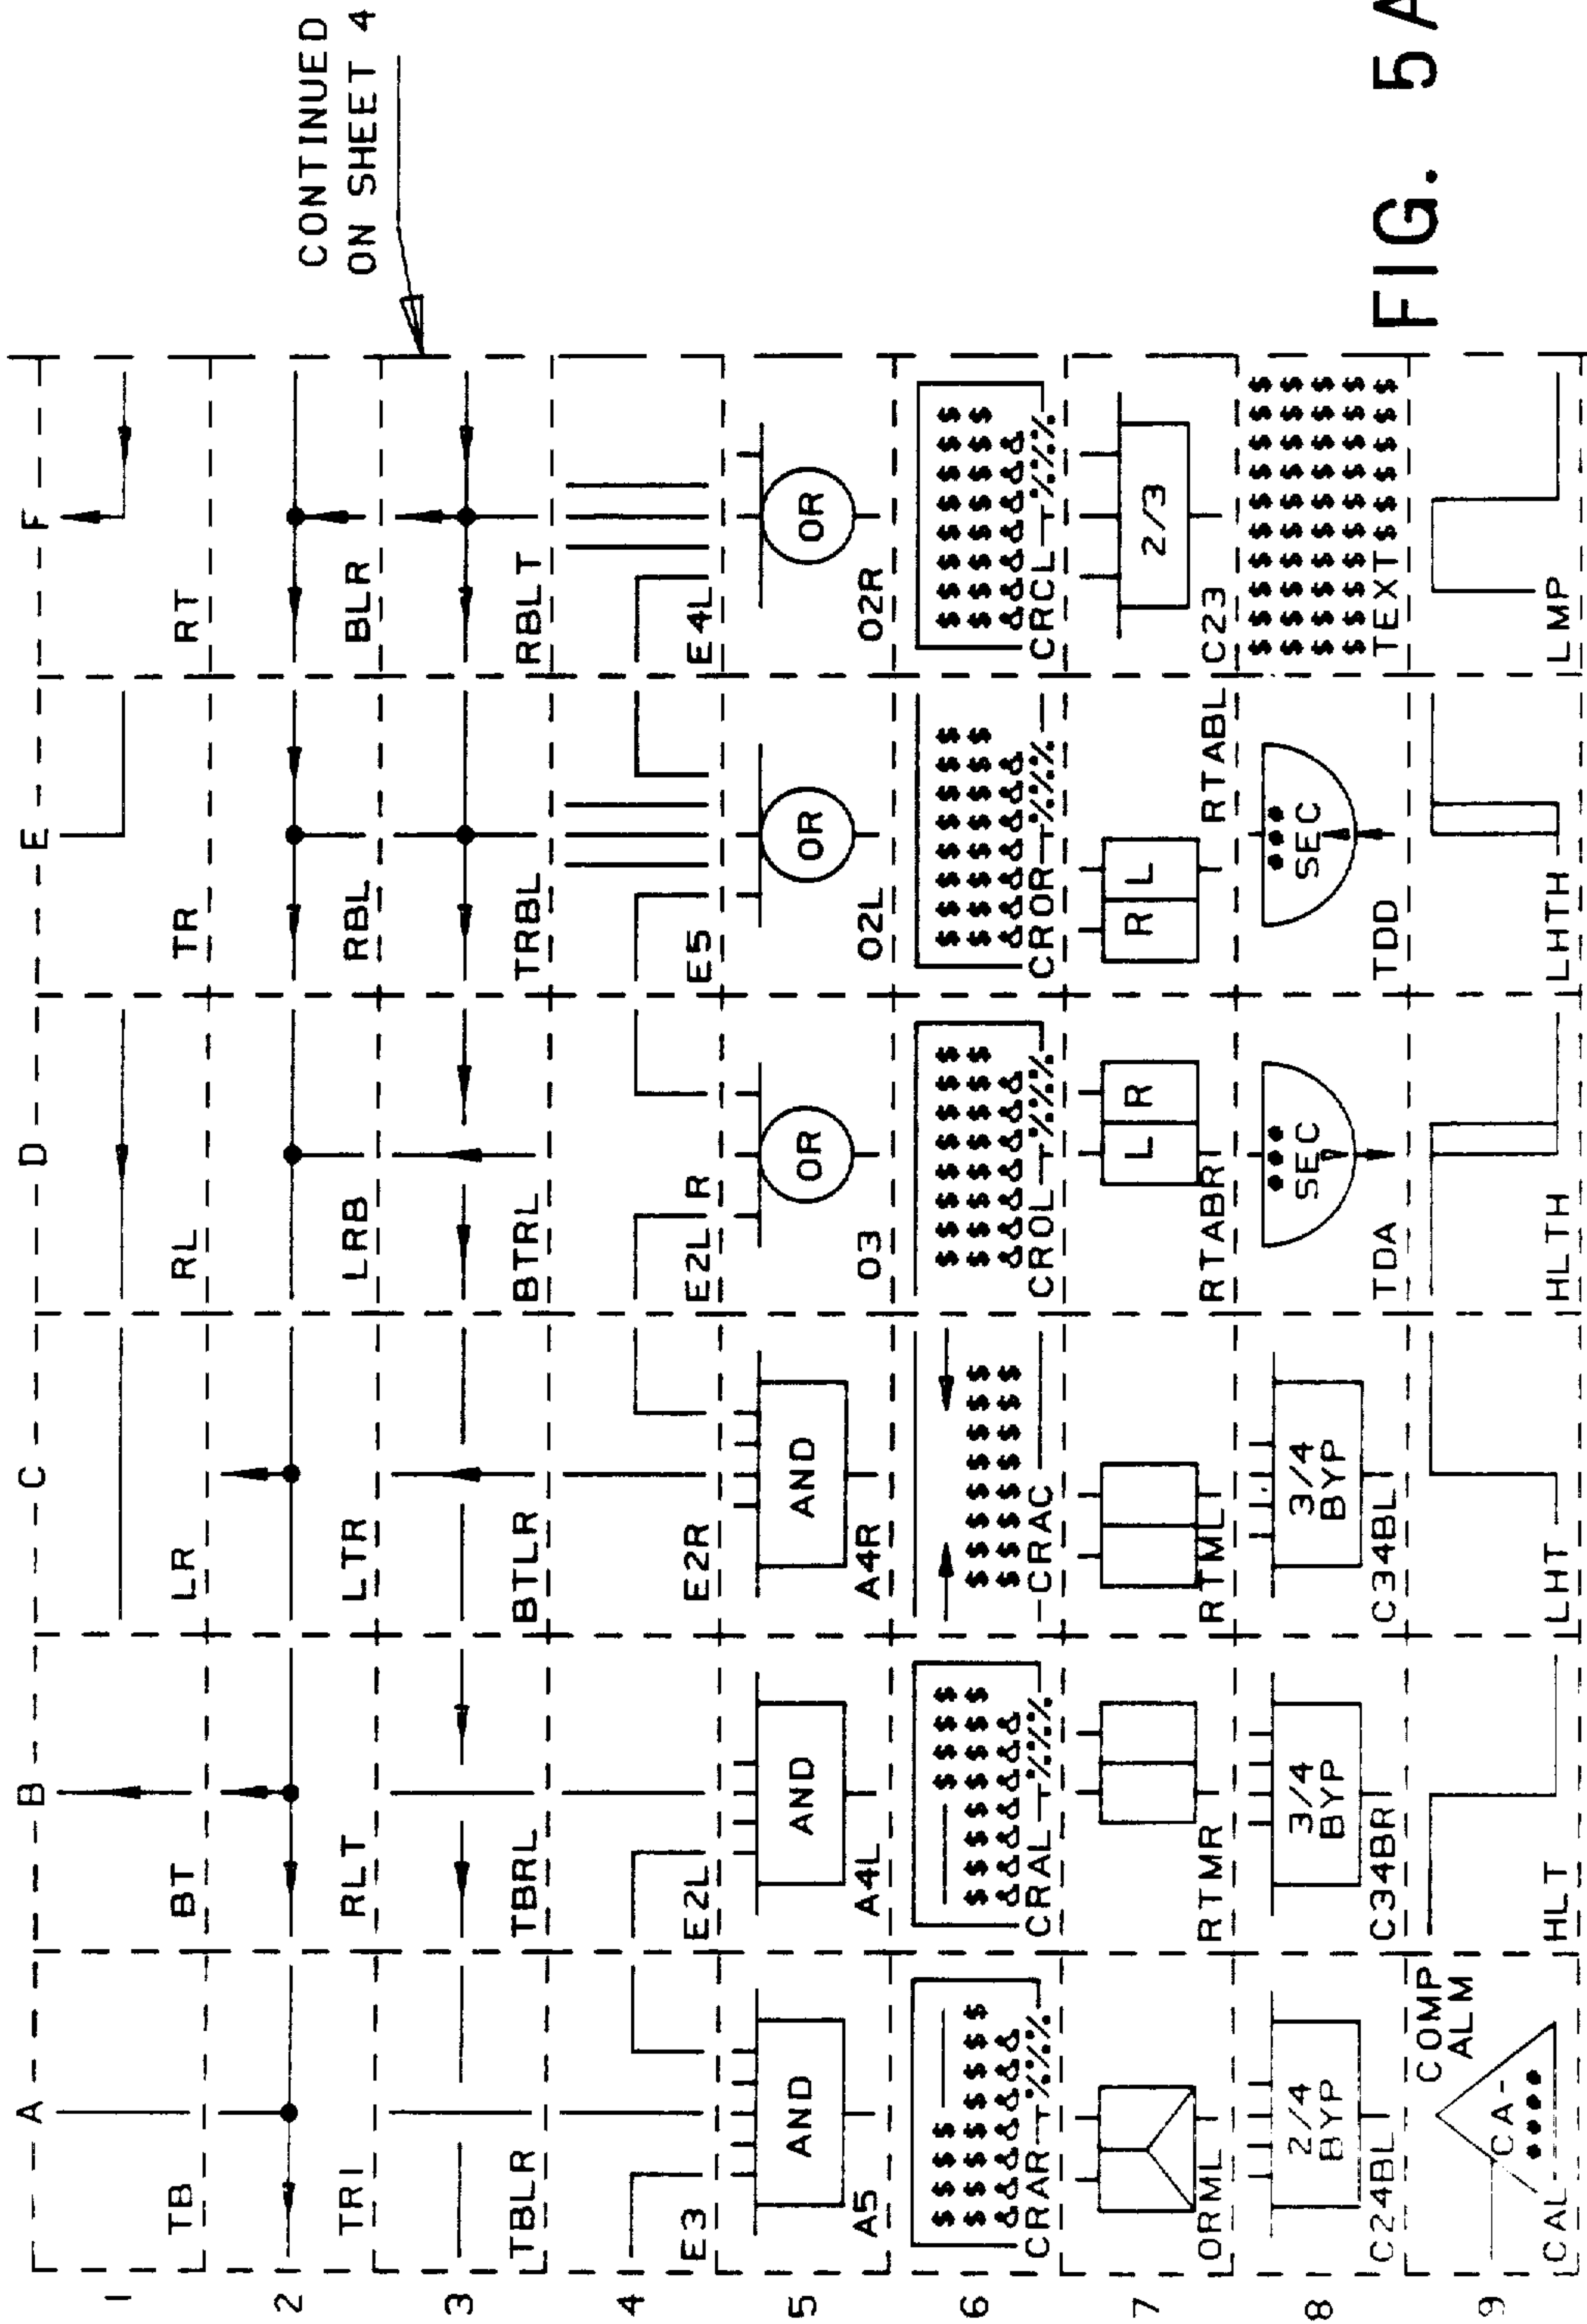 CONTINUED
ON SHEET 4
A B C D E F
1
TB BT LR RL TR RT
2
TRI RLT LTR LRB RBL BLR
3
TBLR TBRL BTLR BTRL TRBL RBLT
4
E3 E2L E2R E2L R E5 E4L
5
AND AND AND OR OR OR
A5 A4L A4R O3 O2L O2R
6
$$$$ $$$$ $$$$$$$$ $$$$$$$$ $$$$$$$$
$$$$$$$$ $$$$$$$$ $$$$$$$$ $$$$$$$$ $$$$$$$$ $$$$$$$$
&&&&&&& &&&&&&& $$$$$$$$ &&&&&&& &&&&&&& &&&&&&&
CRAR %%% CRAL %%% CRAC CROL %%% CROR %%% CRCL %%%
7
L R R L 2/3
ORML RTMR RTML RTABR RTABL C23
8
2/4 BYP 3/4 BYP 3/4 BYP SEC SEC
$$$$$$$$$$
$$$$$$$$$$
$$$$$$$$$$
$$$$$$$$$$
C24BL C34BR C34BL TDA TDD TEXT$$$$$$
9
COMP
ALM
CA-
CAL HLT LHT HLTH LHTH LMP
FIG. 5A